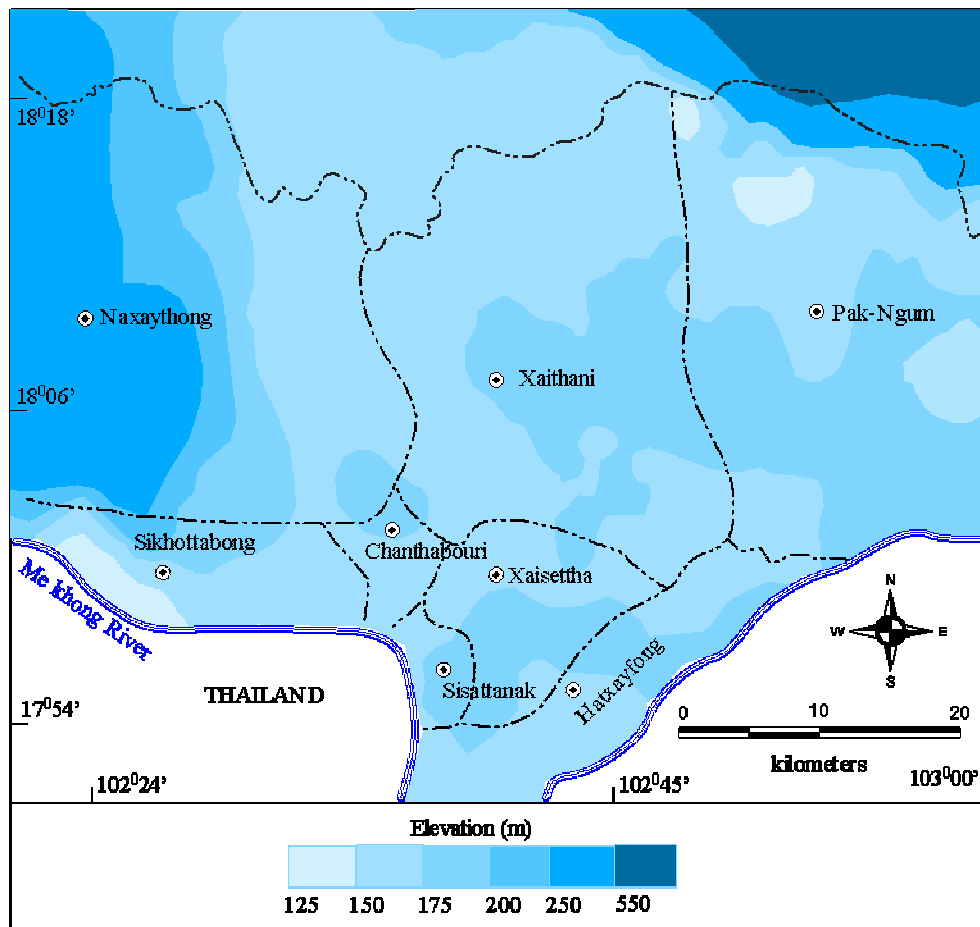 18⁰18'
Naxaythong
Pak-Ngum
Xaithani
18⁰06'
Sikhottabong
Chanthabouri
Xaisettha
Me khong River
N
W
E
S
Sisattanak
Hatxayfong
THAILAND
17⁰54'
0 10 20
kilometers
102⁰24'
102⁰45'
103⁰00'
Elevation (m)
125 150 175 200 250 550